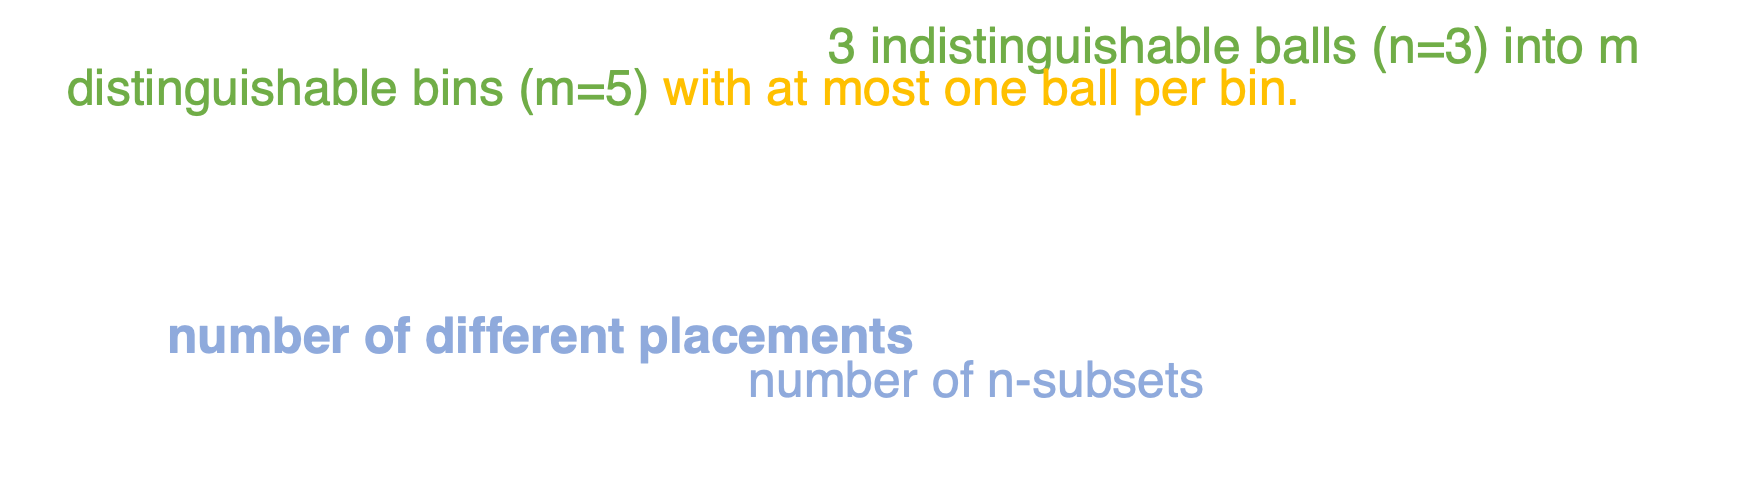 3 indistinguishable balls (n=3) into m
distinguishable bins (m=5) with at most one ball per bin.
number of different placements
number of n-subsets